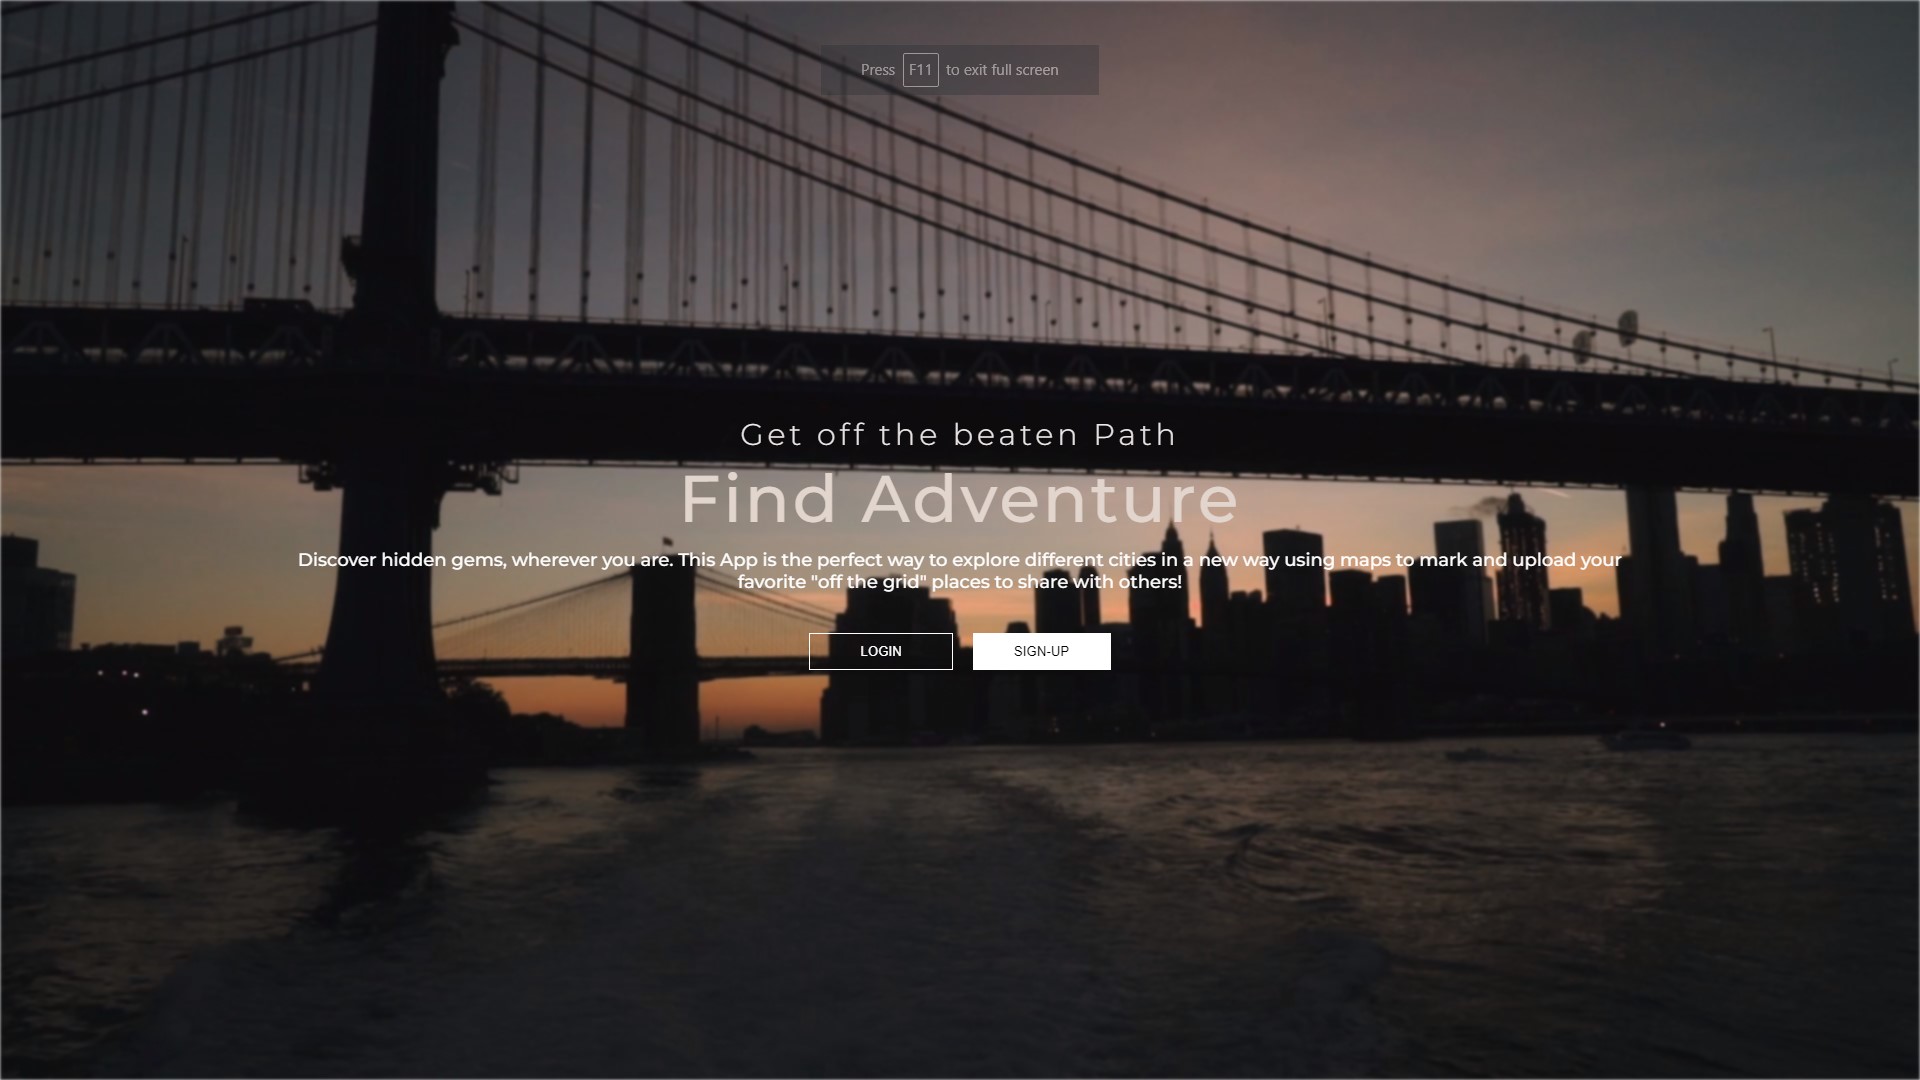 Press F11 to exit full screen
Get off the beaten Path
Find Adventure
Discover hidden gems, wherever you are. This App is the perfect way to explore different cities in a new way using maps to mark and upload your
favorite "off the grid" places to share with others!
LOGIN
SIGN-UP